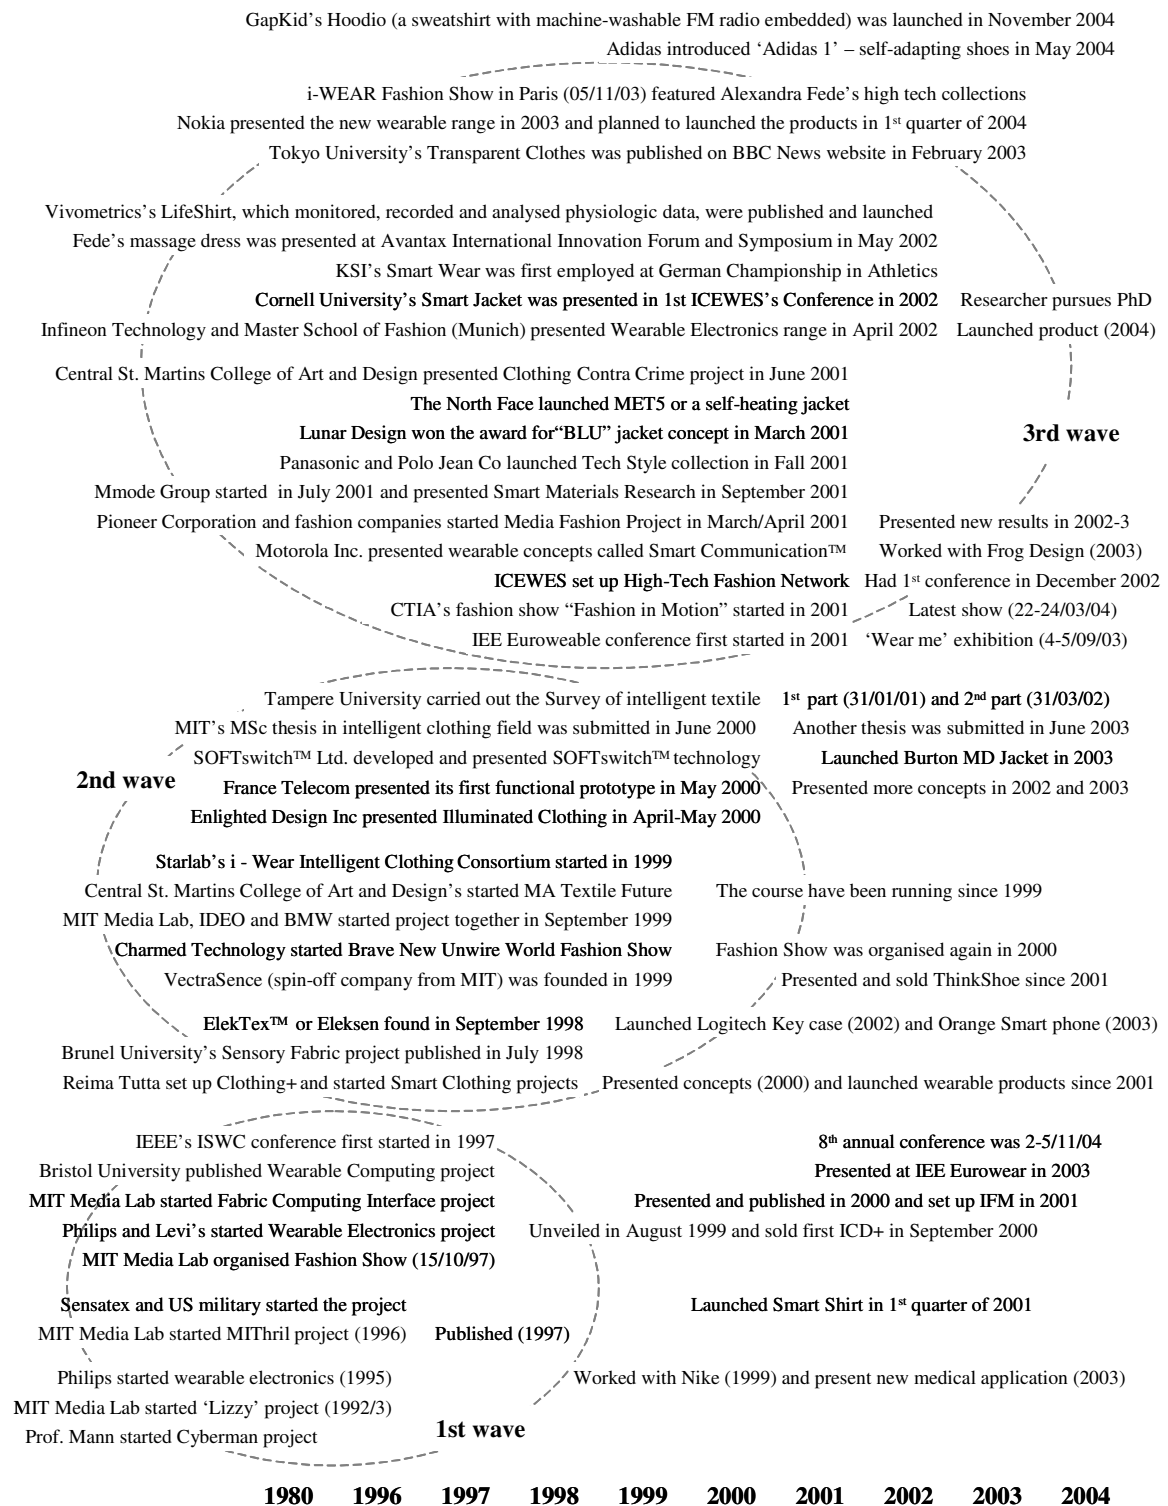 GapKid's Hoodio (a sweatshirt with machine-washable FM radio embedded) was launched in November 2004
Adidas introduced ‘Adidas 1’ – self-adapting shoes in May 2004
i-WEAR Fashion Show in Paris (05/11/03) featured Alexandra Fede's high tech collections
Nokia presented the new wearable range in 2003 and planned to launched the products in 1st quarter of 2004
Tokyo University's Transparent Clothes was published on BBC News website in February 2003
Vivometrics's LifeShirt, which monitored, recorded and analysed physiologic data, were published and launched
Fede's massage dress was presented at Avantax International Innovation Forum and Symposium in May 2002
KSI's Smart Wear was first employed at German Championship in Athletics
Cornell University's Smart Jacket was presented in 1st ICEWES's Conference in 2002 Researcher pursues PhD
Infineon Technology and Master School of Fashion (Munich) presented Wearable Electronics range in April 2002 Launched product (2004)
Central St. Martins College of Art and Design presented Clothing Contra Crime project in June 2001
The North Face launched MET5 or a self-heating jacket
Lunar Design won the award for“BLU” jacket concept in March 2001
3rd wave
Panasonic and Polo Jean Co launched Tech Style collection in Fall 2001
Mmode Group started in July 2001 and presented Smart Materials Research in September 2001
Pioneer Corporation and fashion companies started Media Fashion Project in March/April 2001 Presented new results in 2002-3
Motorola Inc. presented wearable concepts called Smart Communication™ Worked with Frog Design (2003)
ICEWES set up High-Tech Fashion Network Had 1st conference in December 2002
CTIA's fashion show “Fashion in Motion” started in 2001 Latest show (22-24/03/04)
IEE Euroweable conference first started in 2001 ‘Wear me’ exhibition (4-5/09/03)
Tampere University carried out the Survey of intelligent textile 1st part (31/01/01) and 2nd part (31/03/02)
MIT's MSc thesis in intelligent clothing field was submitted in June 2000 Another thesis was submitted in June 2003
SOFTswitch™ Ltd. developed and presented SOFTswitch™ technology Launched Burton MD Jacket in 2003
2nd wave
France Telecom presented its first functional prototype in May 2000 Presented more concepts in 2002 and 2003
Enlighted Design Inc presented Illuminated Clothing in April-May 2000
Starlab's i - Wear Intelligent Clothing Consortium started in 1999
Central St. Martins College of Art and Design's started MA Textile Future The course have been running since 1999
MIT Media Lab, IDEO and BMW started project together in September 1999
Charmed Technology started Brave New Unwire World Fashion Show Fashion Show was organised again in 2000
VectraSence (spin-off company from MIT) was founded in 1999 Presented and sold ThinkShoe since 2001
ElekTex™ or Eleksen found in September 1998 Launched Logitech Key case (2002) and Orange Smart phone (2003)
Brunel University's Sensory Fabric project published in July 1998
Reima Tutta set up Clothing+ and started Smart Clothing projects Presented concepts (2000) and launched wearable products since 2001
IEEE's ISWC conference first started in 1997 8th annual conference was 2-5/11/04
Bristol University published Wearable Computing project Presented at IEE Eurowear in 2003
MIT Media Lab started Fabric Computing Interface project Presented and published in 2000 and set up IFM in 2001
Philips and Levi's started Wearable Electronics project Unveiled in August 1999 and sold first ICD+ in September 2000
MIT Media Lab organised Fashion Show (15/10/97)
Sensatex and US military started the project Launched Smart Shirt in 1st quarter of 2001
MIT Media Lab started MIThril project (1996) Published (1997)
Philips started wearable electronics (1995) Worked with Nike (1999) and present new medical application (2003)
MIT Media Lab started ‘Lizzy’ project (1992/3)
1st wave
Prof. Mann started Cyberman project
1980 1996 1997 1998 1999 2000 2001 2002 2003 2004